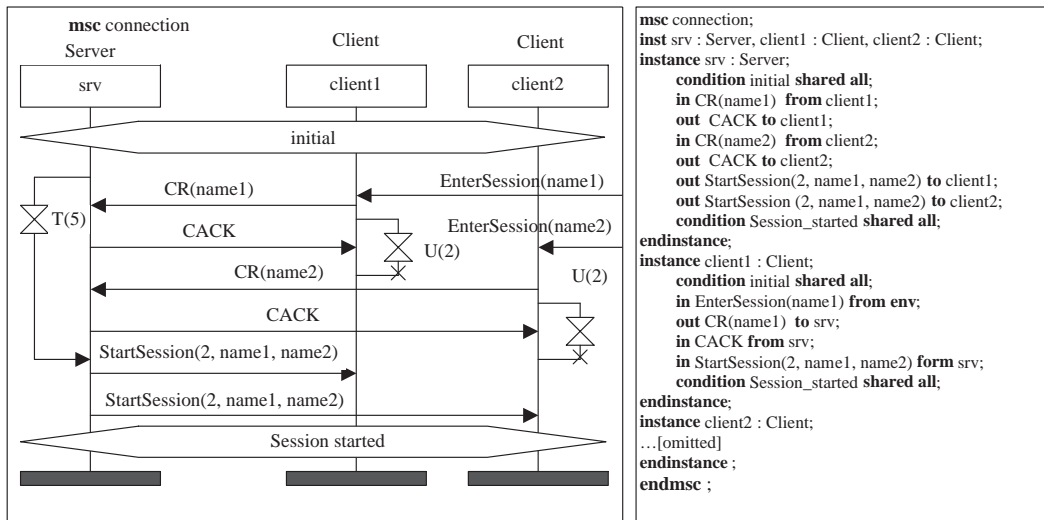 msc connection
Server
Client
Client
srv
client1
client2
initial
CR(name1)
EnterSession(name1)
T(5)
CACK
U(2)
EnterSession(name2)
CR(name2)
U(2)
CACK
StartSession(2, name1, name2)
StartSession(2, name1, name2)
Session started
msc connection;
inst srv : Server, client1 : Client, client2 : Client;
instance srv : Server;
condition initial shared all;
in CR(name1) from client1;
out CACK to client1;
in CR(name2) from client2;
out CACK to client2;
out StartSession(2, name1, name2) to client1;
out StartSession (2, name1, name2) to client2;
condition Session_started shared all;
endinstance;
instance client1 : Client;
condition initial shared all;
in EnterSession(name1) from env;
out CR(name1) to srv;
in CACK from srv;
in StartSession(2, name1, name2) form srv;
condition Session_started shared all;
endinstance;
instance client2 : Client;
…[omitted]
endinstance ;
endmsc ;